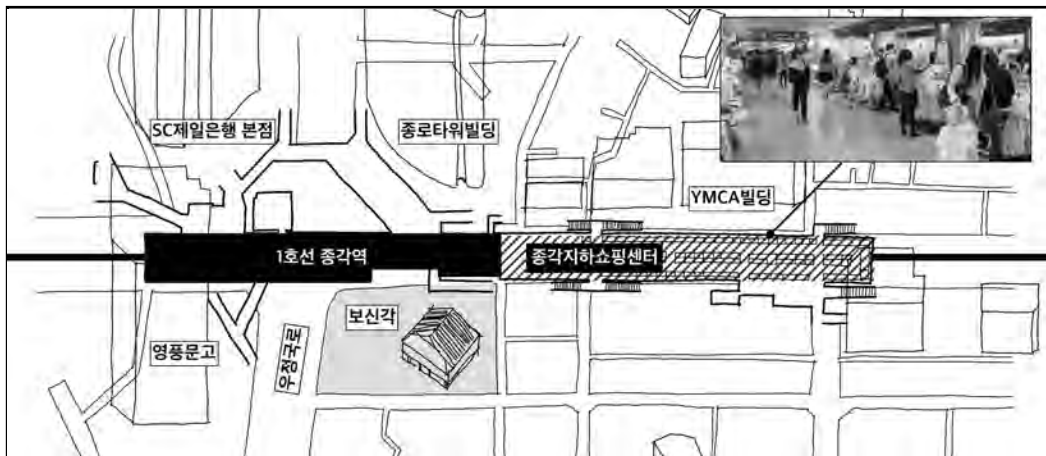 SC제일은행 본점
종로타워빌딩
YMCA빌딩
1호선 종각역
종각지하쇼핑센터
보신각
영풍문고
우정국로